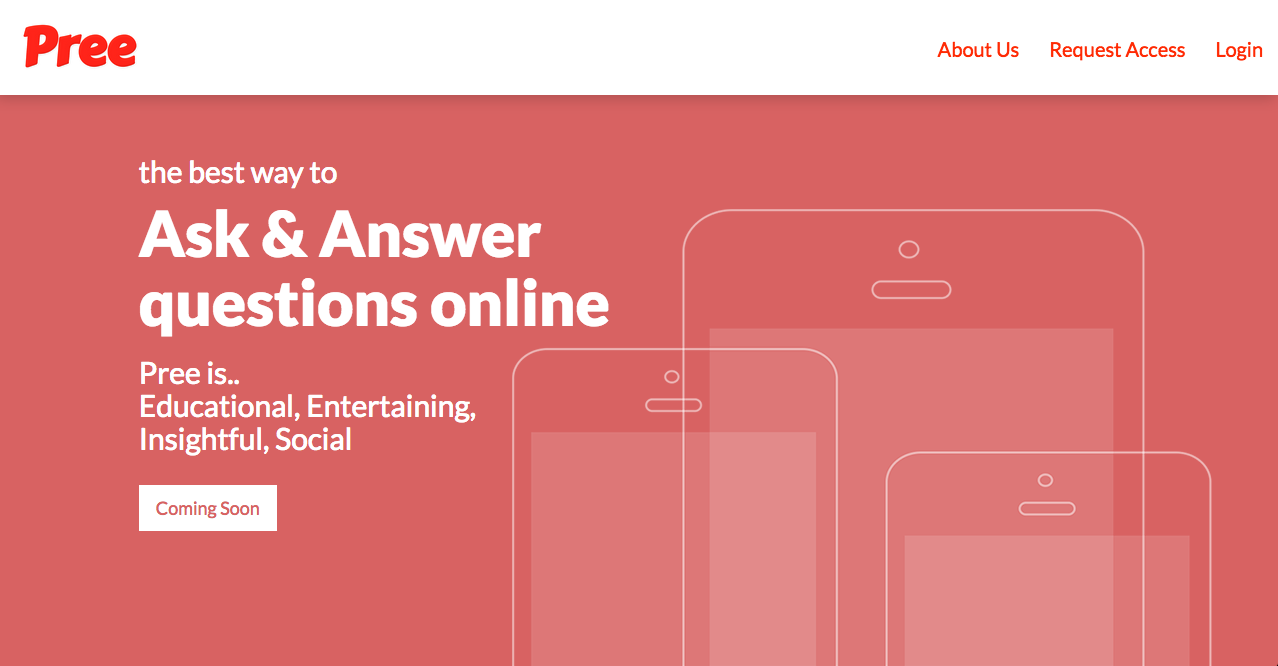 Pree
About Us
Request Access
Login
the best way to
Ask & Answer
questions online
Pree is..
Educational, Entertaining,
Insightful, Social
Coming Soon